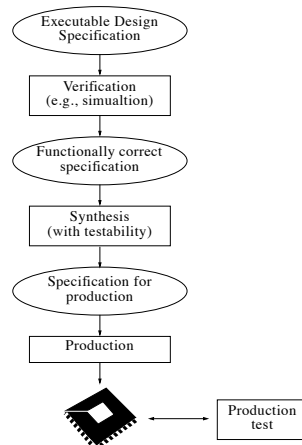 Executable Design
Specification
Verification
(e.g., simualtion)
Functionally correct
specification
Synthesis
(with testability)
Specification for
production
Production
Production
test